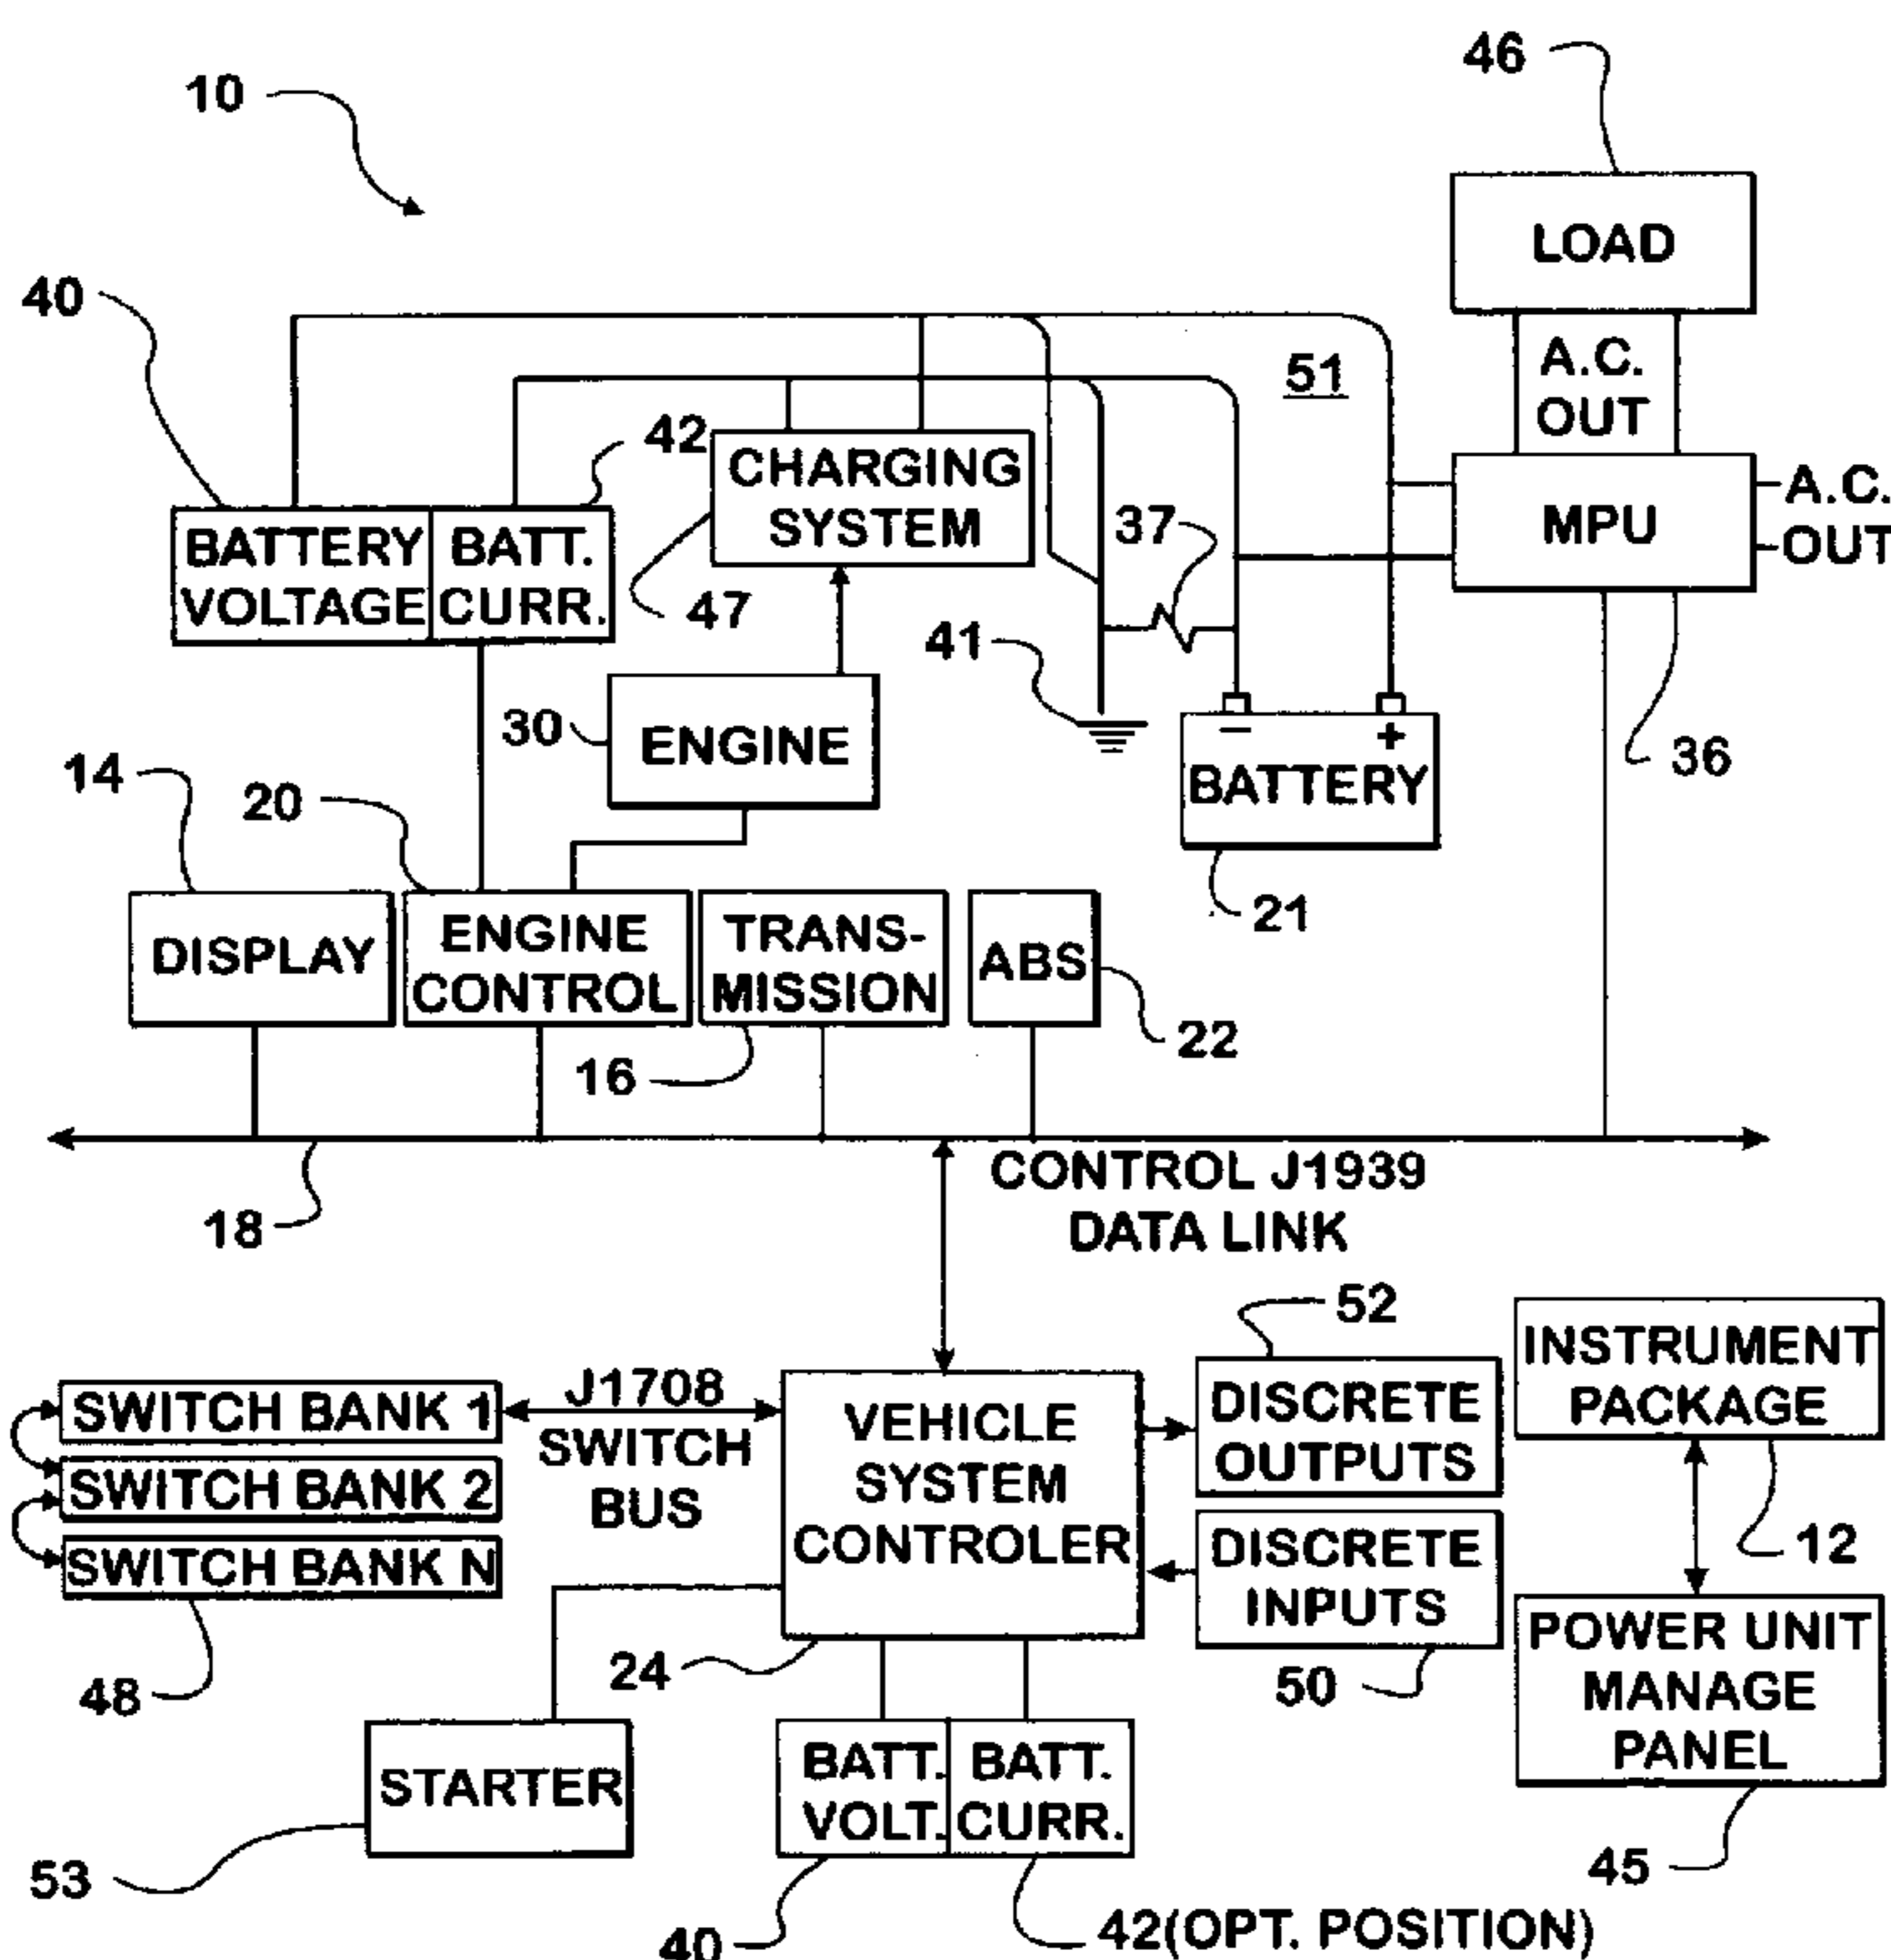 46
10
LOAD
40
A.C.
OUT
51
42
CHARGING
SYSTEM
A.C.
OUT
MPU
37
BATTERY
VOLTAGE
BATT.
CURR.
47
41
30
ENGINE
− +
BATTERY
36
14
20
21
DISPLAY
ENGINE
CONTROL
TRANS-
MISSION
ABS
22
16
18
CONTROL J1939
DATA LINK
52
INSTRUMENT
PACKAGE
SWITCH BANK 1
SWITCH BANK 2
SWITCH BANK N
J1708
SWITCH
BUS
VEHICLE
SYSTEM
CONTROLER
DISCRETE
OUTPUTS
DISCRETE
INPUTS
12
POWER UNIT
MANAGE
PANEL
48
24
50
STARTER
BATT.
VOLT.
BATT.
CURR.
53
45
40
42(OPT. POSITION)